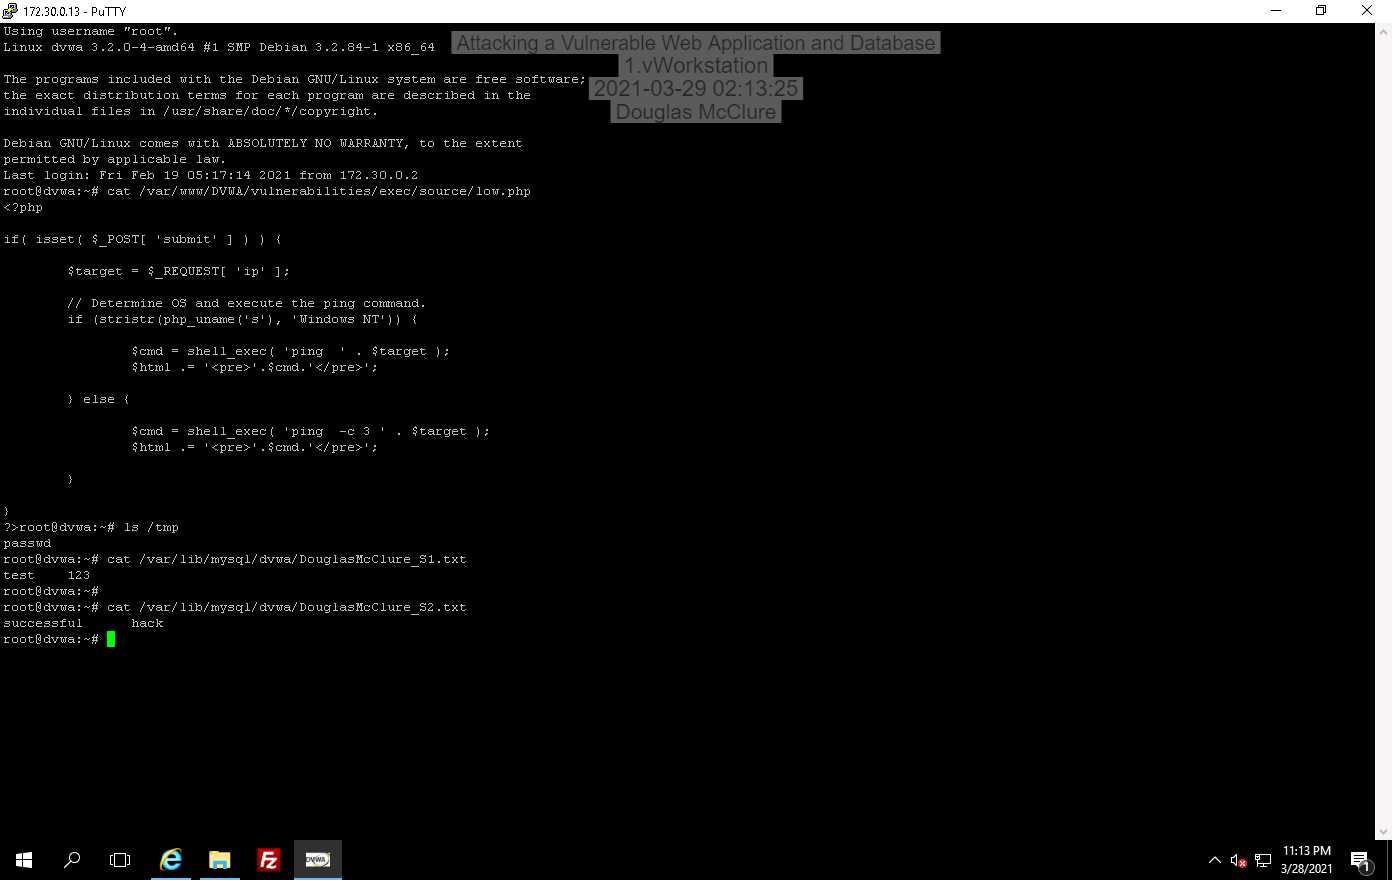 172.30.0.13 - PuTTY
Using username "root".
Linux dvwa 3.2.0-4-amd64 #1 SMP Debian 3.2.84-1 x86_64
Attacking a Vulnerable Web Application and Database
1.vWorkstation
2021-03-29 02:13:25
Douglas McClure
The programs included with the Debian GNU/Linux system are free software;
the exact distribution terms for each program are described in the
individual files in /usr/share/doc/*/copyright.
Debian GNU/Linux comes with ABSOLUTELY NO WARRANTY, to the extent
permitted by applicable law.
Last login: Fri Feb 19 05:17:14 2021 from 172.30.0.2
root@dvwa:~# cat /var/www/DVWA/vulnerabilities/exec/source/low.php
<?php
if( isset( $_POST[ 'submit' ] ) ) {
$target = $_REQUEST[ 'ip' ];
// Determine OS and execute the ping command.
if (stristr(php_uname('s'), 'Windows NT')) {
$cmd = shell_exec( 'ping  ' . $target );
$html .= '<pre>'.$cmd.'</pre>';
} else {
$cmd = shell_exec( 'ping  -c 3 ' . $target );
$html .= '<pre>'.$cmd.'</pre>';
}
}
?>root@dvwa:~# ls /tmp
passwd
root@dvwa:~# cat /var/lib/mysql/dvwa/DouglasMcClure_S1.txt
test    123
root@dvwa:~#
root@dvwa:~# cat /var/lib/mysql/dvwa/DouglasMcClure_S2.txt
successful      hack
root@dvwa:~#
DVWA
11:13 PM
3/28/2021
1